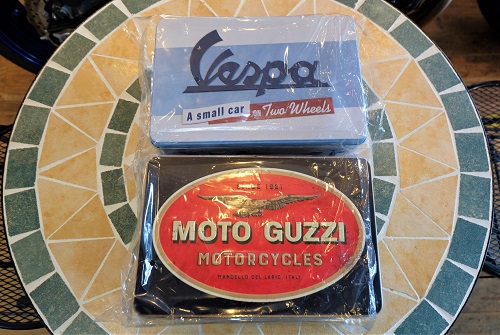 Vespa
A small car on Two Wheels
SINCE 1921
MOTO GUZZI
MOTORCYCLES
MANDELLO DEL LARIO, ITALY